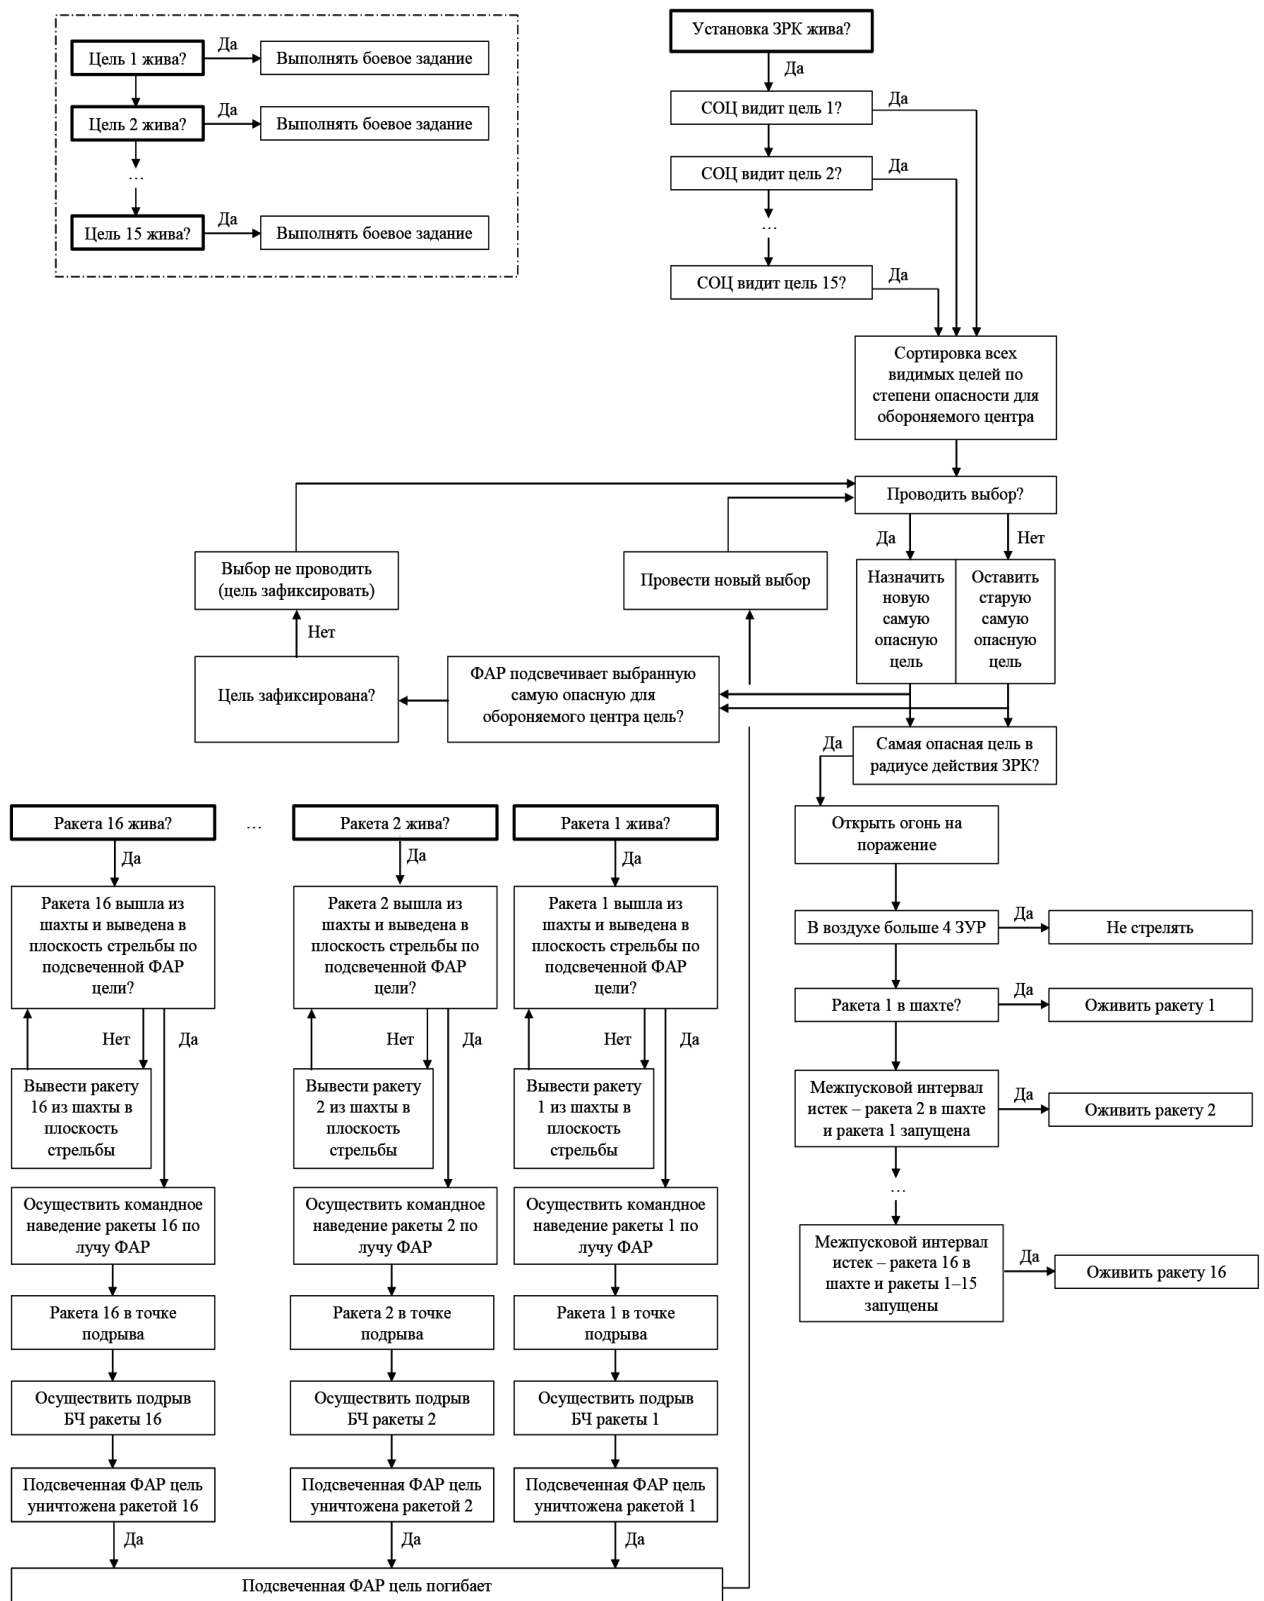 Цель 1 жива?
Да
Выполнять боевое задание
Цель 2 жива?
Да
Выполнять боевое задание
...
Цель 15 жива?
Да
Выполнять боевое задание
Установка ЗРК жива?
Да
СОЦ видит цель 1?
Да
СОЦ видит цель 2?
Да
...
СОЦ видит цель 15?
Да
Сортировка всех
видимых целей по
степени опасности для
обороняемого центра
Проводить выбор?
Да
Нет
Назначить
новую
самую
опасную
цель
Оставить
старую
самую
опасную
цель
Выбор не проводить
(цель зафиксировать)
Провести новый выбор
Нет
Цель зафиксирована?
ФАР подсвечивает выбранную
самую опасную для
обороняемого центра цель?
Да
Самая опасная цель в
радиусе действия ЗРК?
Открыть огонь на
поражение
В воздухе больше 4 ЗУР
Да
Не стрелять
Ракета 1 в шахте?
Да
Оживить ракету 1
Межпусковой интервал
истек – ракета 2 в шахте
и ракета 1 запущена
Да
Оживить ракету 2
...
Межпусковой интервал
истек – ракета 16 в
шахте и ракеты 1–15
запущены
Да
Оживить ракету 16
Ракета 16 жива?
...
Ракета 2 жива?
Ракета 1 жива?
Да
Да
Да
Ракета 16 вышла из
шахты и выведена в
плоскость стрельбы по
подсвеченной ФАР
цели?
Ракета 2 вышла из
шахты и выведена в
плоскость стрельбы по
подсвеченной ФАР
цели?
Ракета 1 вышла из
шахты и выведена в
плоскость стрельбы по
подсвеченной ФАР
цели?
Нет
Да
Нет
Да
Нет
Да
Вывести ракету
16 из шахты в
плоскость
стрельбы
Вывести ракету
2 из шахты в
плоскость
стрельбы
Вывести ракету
1 из шахты в
плоскость
стрельбы
Осуществить командное
наведение ракеты 16 по
лучу ФАР
Осуществить командное
наведение ракеты 2 по
лучу ФАР
Осуществить командное
наведение ракеты 1 по
лучу ФАР
Ракета 16 в точке
подрыва
Ракета 2 в точке
подрыва
Ракета 1 в точке
подрыва
Осуществить подрыв
БЧ ракеты 16
Осуществить подрыв
БЧ ракеты 2
Осуществить подрыв
БЧ ракеты 1
Подсвеченная ФАР цель
уничтожена ракетой 16
Подсвеченная ФАР цель
уничтожена ракетой 2
Подсвеченная ФАР цель
уничтожена ракетой 1
Да
Да
Да
Подсвеченная ФАР цель погибает